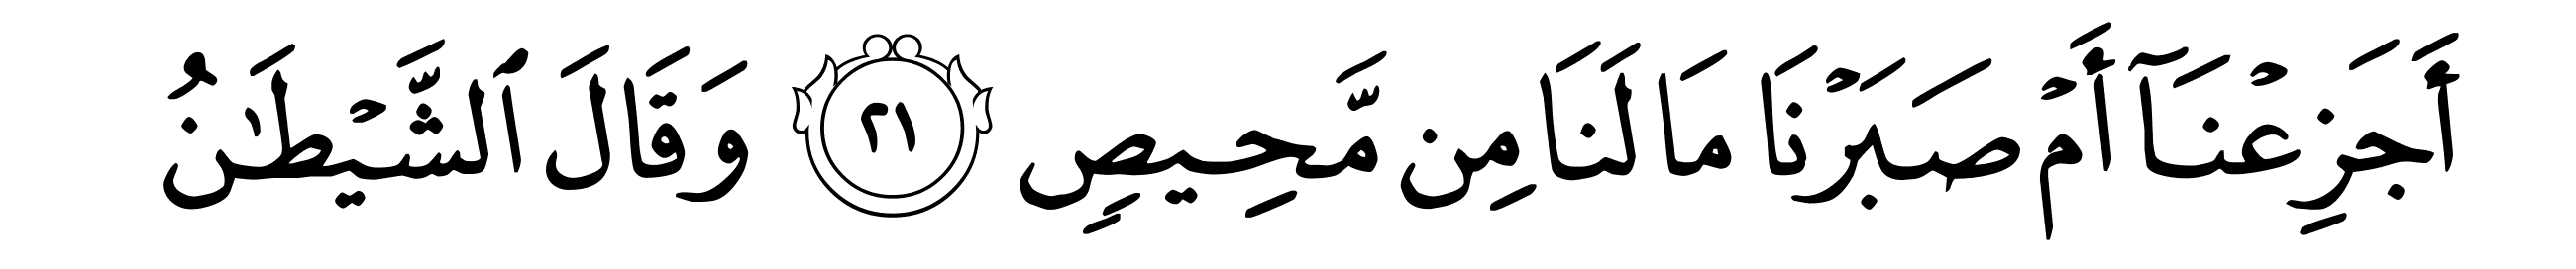 أَجَزِعْنَآ أَمْ صَبَرْنَا مَا لَنَا مِن مَّحِيصٍ ٢١ وَقَالَ ٱلشَّيْطَٰنُ